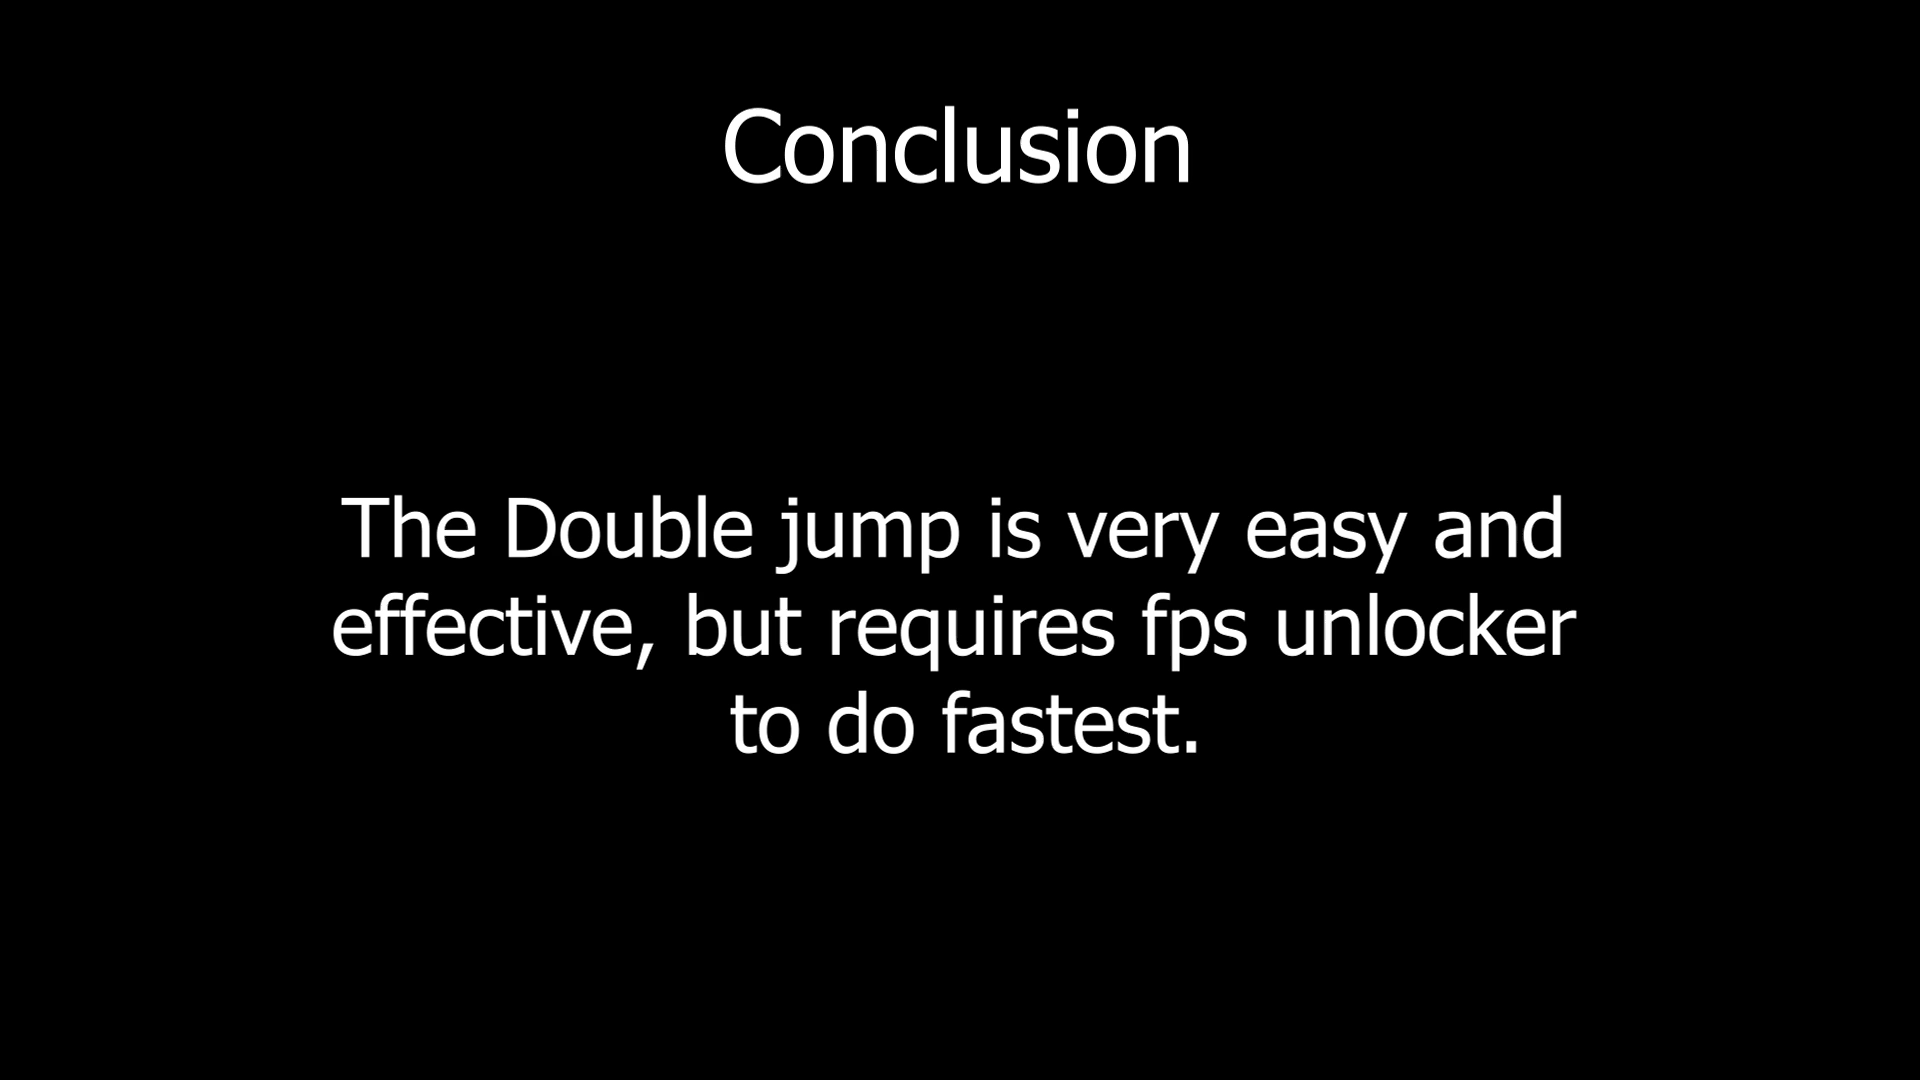 Conclusion
The Double jump is very easy and
effective, but requires fps unlocker
to do fastest.